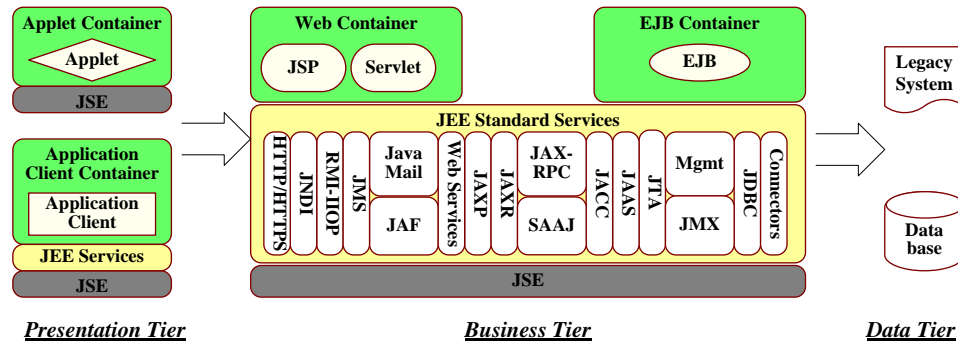 Applet Container
Applet
JSE
Application
Client Container
Application
Client
JEE Services
JSE
Presentation Tier
Web Container
JSP
Servlet
EJB Container
EJB
JEE Standard Services
HTTP/HTTPS
JNDI
RMI-IIOP
JMS
Java
Mail
JAF
Web Services
JAXP
JAXR
JAX-
RPC
SAAJ
JACC
JAAS
JTA
Mgmt
JMX
JDBC
Connectors
JSE
Business Tier
Legacy
System
Data
base
Data Tier